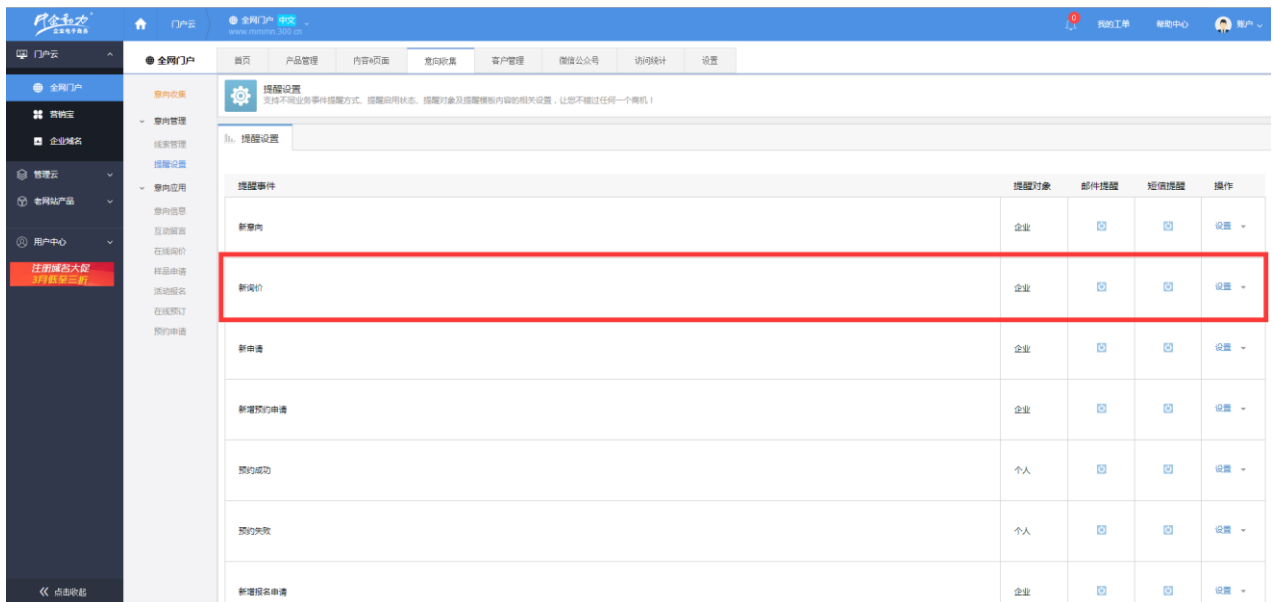 中企动力
企业电子商务
门户云
全网门户 中文
www.mmmn.300.cn
0
我的工单
帮助中心
账户
门户云
全网门户
营销宝
企业域名
管理云
老网站产品
用户中心
注册域名大促
3月低至三折
点击收起
全网门户
意向收集
意向管理
线索管理
提醒设置
意向应用
意向信息
互动留言
在线询价
样品申请
活动报名
在线预订
预约申请
首页 产品管理 内容&页面 意向收集 客户管理 微信公众号 访问统计 设置
提醒设置
支持不同业务事件提醒方式、提醒启用状态、提醒对象及提醒模板内容的相关设置，让您不错过任何一个商机！
提醒设置
提醒事件 提醒对象 邮件提醒 短信提醒 操作
新意向 企业 设置
新询价 企业 设置
新申请 企业 设置
新增预约申请 企业 设置
预约成功 个人 设置
预约失败 个人 设置
新增报名申请 企业 设置